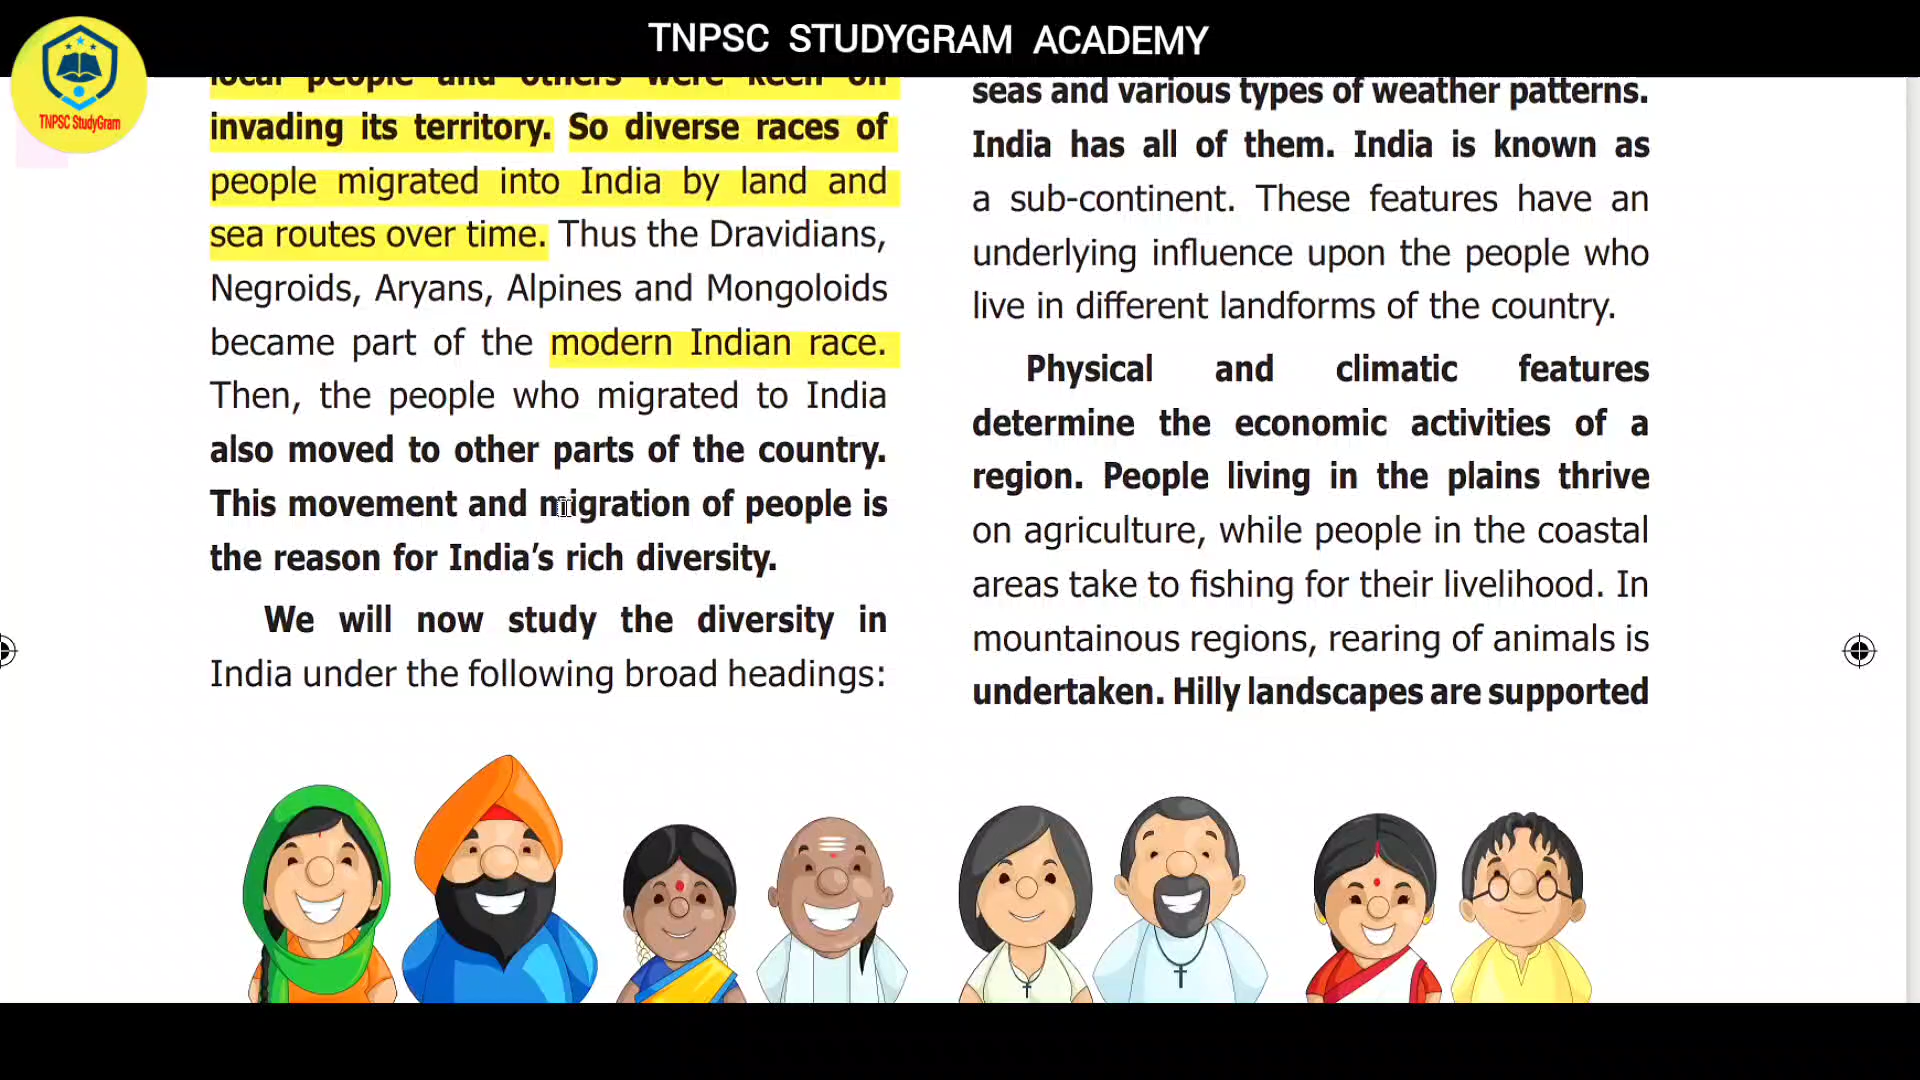 TNPSC STUDYGRAM ACADEMY
TNPSC StudyGram
local people and others were keen on
invading its territory. So diverse races of
people migrated into India by land and
sea routes over time. Thus the Dravidians,
Negroids, Aryans, Alpines and Mongoloids
became part of the modern Indian race.
Then, the people who migrated to India
also moved to other parts of the country.
This movement and migration of people is
the reason for India’s rich diversity.
We will now study the diversity in
India under the following broad headings:
seas and various types of weather patterns.
India has all of them. India is known as
a sub-continent. These features have an
underlying influence upon the people who
live in different landforms of the country.
Physical and climatic features
determine the economic activities of a
region. People living in the plains thrive
on agriculture, while people in the coastal
areas take to fishing for their livelihood. In
mountainous regions, rearing of animals is
undertaken. Hilly landscapes are supported